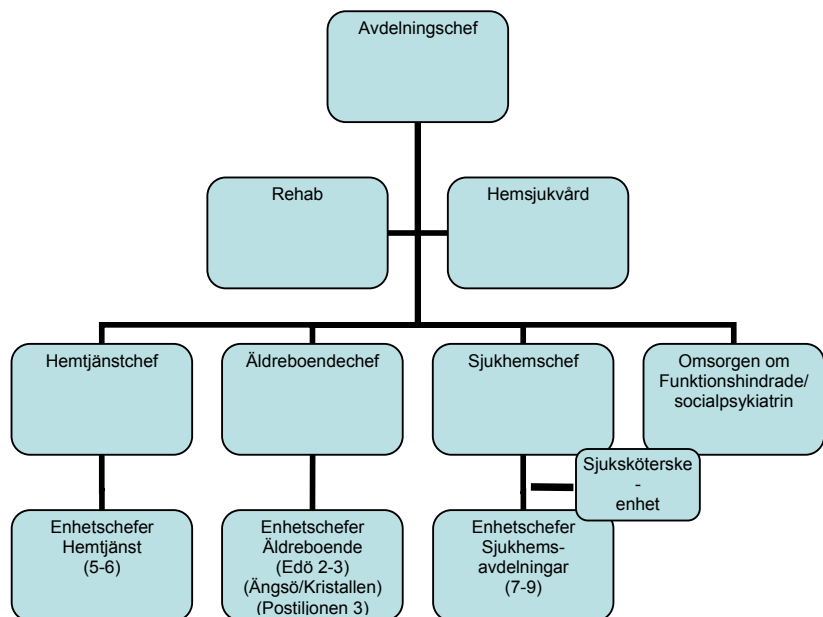 Avdelningschef
Rehab
Hemsjukvård
Hemtjänstchef
Äldreboendechef
Sjukhemschef
Omsorgen om
Funktionshindrade/
socialpsykiatrin
Sjuksköterske
-
enhet
Enhetschefer
Hemtjänst
(5-6)
Enhetschefer
Äldreboende
(Edö 2-3)
(Ängsö/Kristallen)
(Postiljonen 3)
Enhetschefer
Sjukhems-
avdelningar
(7-9)